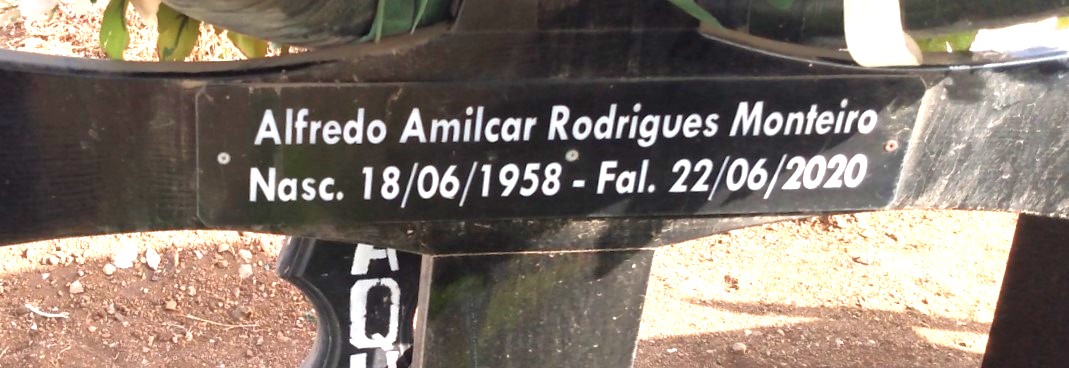 Alfredo Amilcar Rodrigues Monteiro
Nasc. 18/06/1958 - Fal. 22/06/2020